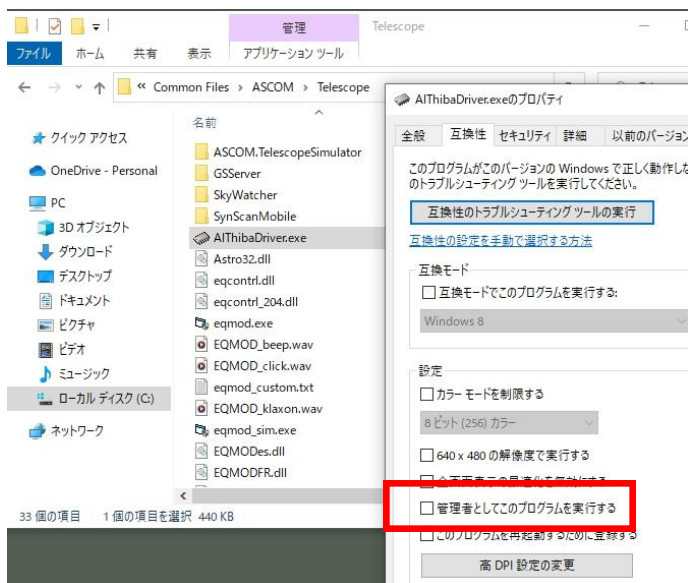 管理
Telescope
ファイル
ホーム
共有
表示
アプリケーション ツール
« Common Files › ASCOM › Telescope
クイック アクセス
OneDrive - Personal
PC
3D オブジェクト
ダウンロード
デスクトップ
ドキュメント
ピクチャ
ビデオ
ミュージック
ローカル ディスク (C:)
ネットワーク
名前
ASCOM.TelescopeSimulator
GSServer
SkyWatcher
SynScanMobile
AIThibaDriver.exe
Astro32.dll
eqcontrl.dll
eqcontrl_204.dll
eqmod.exe
EQMOD_beep.wav
EQMOD_click.wav
eqmod_custom.txt
EQMOD_klaxon.wav
eqmod_sim.exe
EQMODes.dll
EQMODFR.dll
33 個の項目
1 個の項目を選択 440 KB
AIThibaDriver.exeのプロパティ
全般
互換性
セキュリティ
詳細
以前のバージョン
このプログラムがこのバージョンの Windows で正しく動作しな
のトラブルシューティング ツールを実行してください。
互換性のトラブルシューティング ツールの実行
互換性の設定を手動で選択する方法
互換モード
互換モードでこのプログラムを実行する:
Windows 8
設定
カラー モードを制限する
8 ビット (256) カラー
640 x 480 の解像度で実行する
全画面表示の最適化を無効にする
管理者としてこのプログラムを実行する
このプログラムを再起動するために登録する
高 DPI 設定の変更